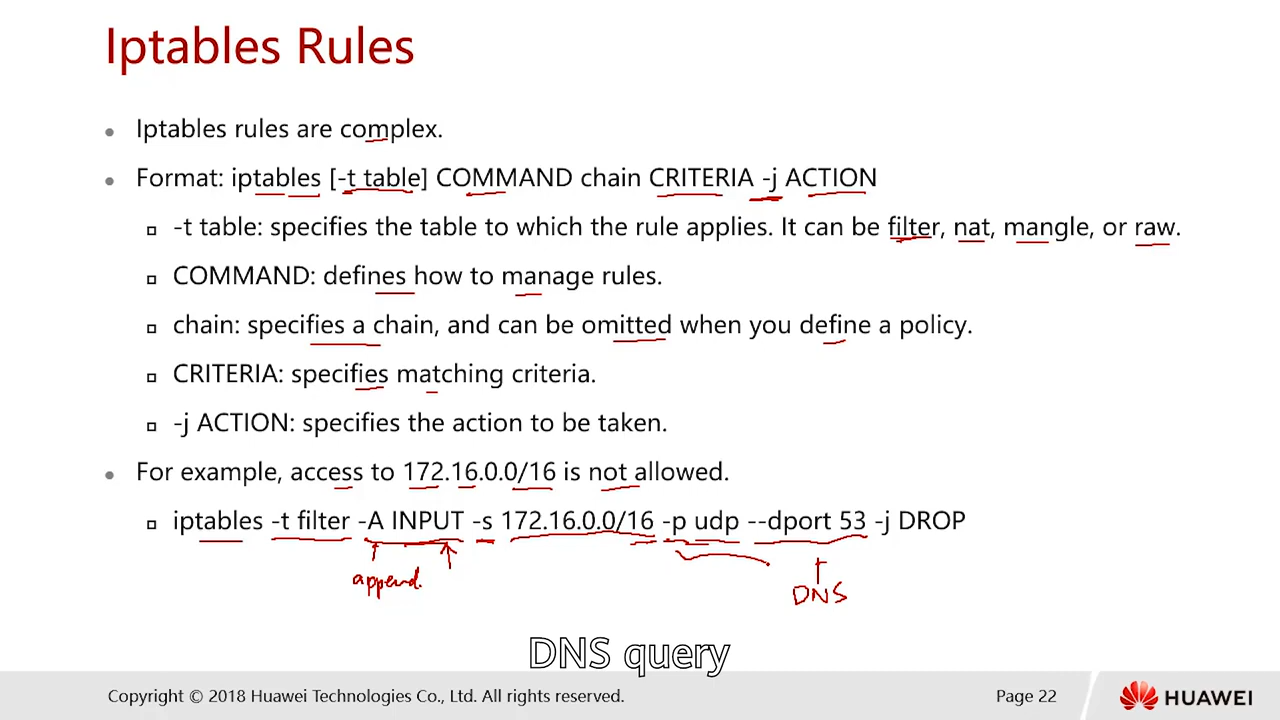 Iptables Rules
Iptables rules are complex.
Format: iptables [-t table] COMMAND chain CRITERIA -j ACTION
-t table: specifies the table to which the rule applies. It can be filter, nat, mangle, or raw.
COMMAND: defines how to manage rules.
chain: specifies a chain, and can be omitted when you define a policy.
CRITERIA: specifies matching criteria.
-j ACTION: specifies the action to be taken.
For example, access to 172.16.0.0/16 is not allowed.
iptables -t filter -A INPUT -s 172.16.0.0/16 -p udp --dport 53 -j DROP
append.
DNS
DNS query
Copyright © 2018 Huawei Technologies Co., Ltd. All rights reserved.
Page 22
HUAWEI